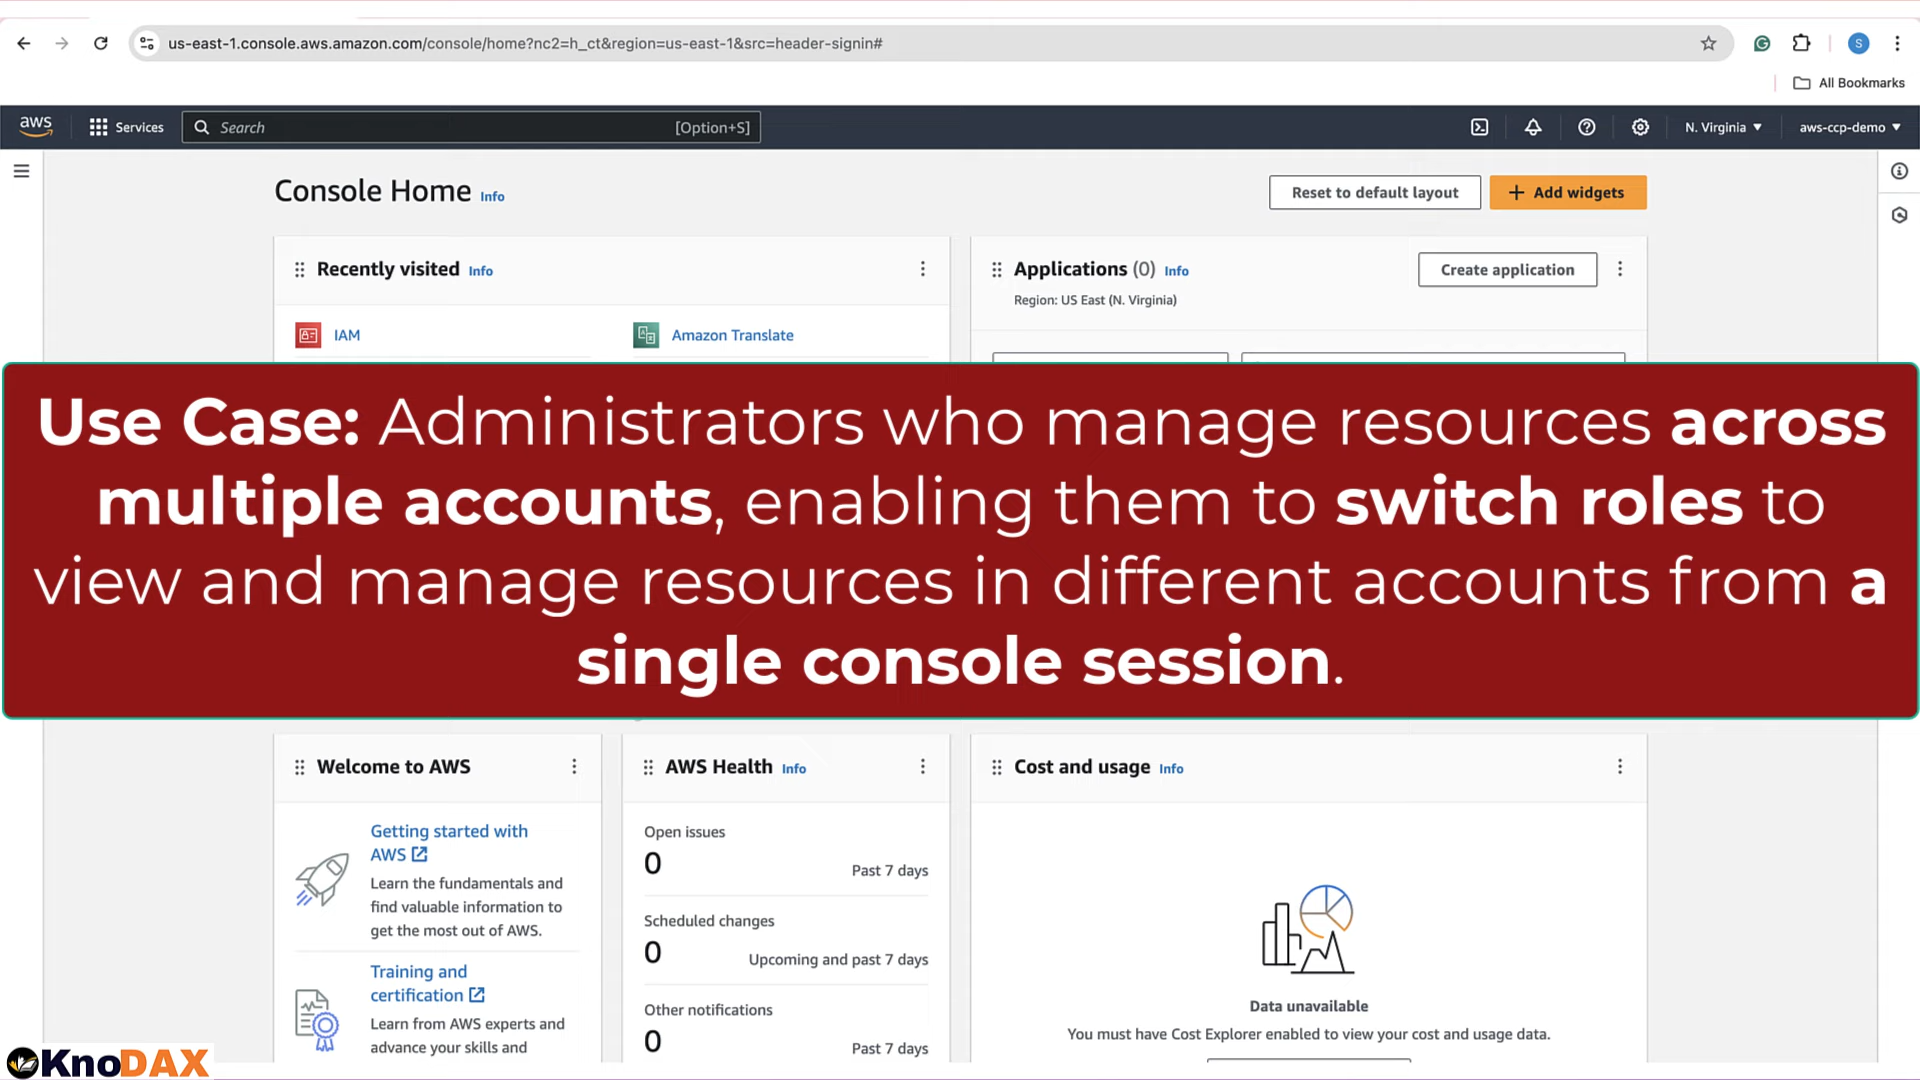 us-east-1.console.aws.amazon.com/console/home?nc2=h_ct&region=us-east-1&src=header-signin#
S
All Bookmarks
aws
Services
Search
[Option+S]
N. Virginia
aws-ccp-demo
Console Home Info
Reset to default layout
Add widgets
Recently visited Info
IAM
Amazon Translate
Applications (0) Info
Region: US East (N. Virginia)
Create application
Use Case: Administrators who manage resources across
multiple accounts, enabling them to switch roles to
view and manage resources in different accounts from a
single console session.
Welcome to AWS
Getting started with
AWS
Learn the fundamentals and
find valuable information to
get the most out of AWS.
Training and
certification
Learn from AWS experts and
advance your skills and
AWS Health Info
Open issues
0
Past 7 days
Scheduled changes
0
Upcoming and past 7 days
Other notifications
0
Past 7 days
Cost and usage Info
Data unavailable
You must have Cost Explorer enabled to view your cost and usage data.
KnoDAX